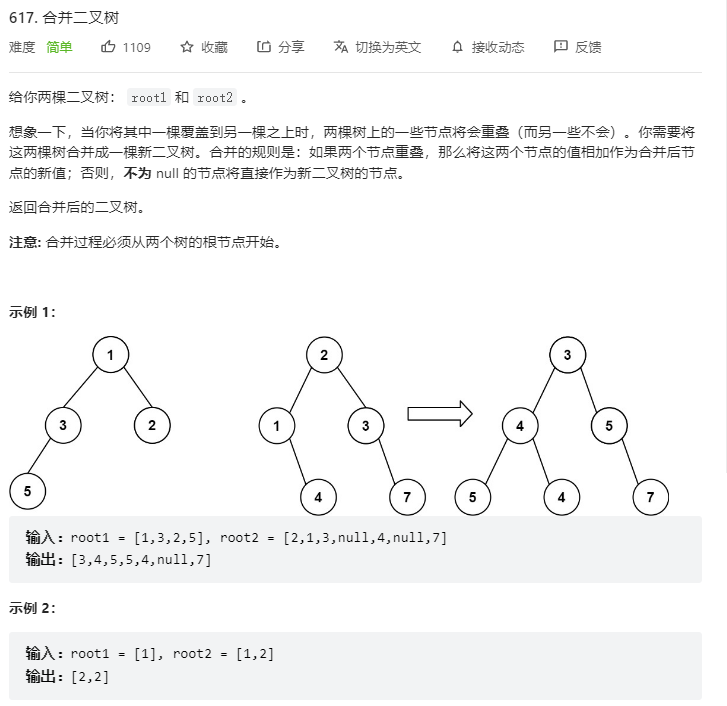 617. 合并二叉树
难度 简单 1109 收藏 分享 切换为英文 接收动态 反馈
给你两棵二叉树： root1 和 root2 。
想象一下，当你将其中一棵覆盖到另一棵之上时，两棵树上的一些节点将会重叠（而另一些不会）。你需要将
这两棵树合并成一棵新二叉树。合并的规则是：如果两个节点重叠，那么将这两个节点的值相加作为合并后节
点的新值；否则，不为 null 的节点将直接作为新二叉树的节点。
返回合并后的二叉树。
注意: 合并过程必须从两个树的根节点开始。
示例 1：
1 2 3
3 2 1 3 4 5
5 4 7 5 4 7
输入：root1 = [1,3,2,5], root2 = [2,1,3,null,4,null,7]
输出：[3,4,5,5,4,null,7]
示例 2：
输入：root1 = [1], root2 = [1,2]
输出：[2,2]